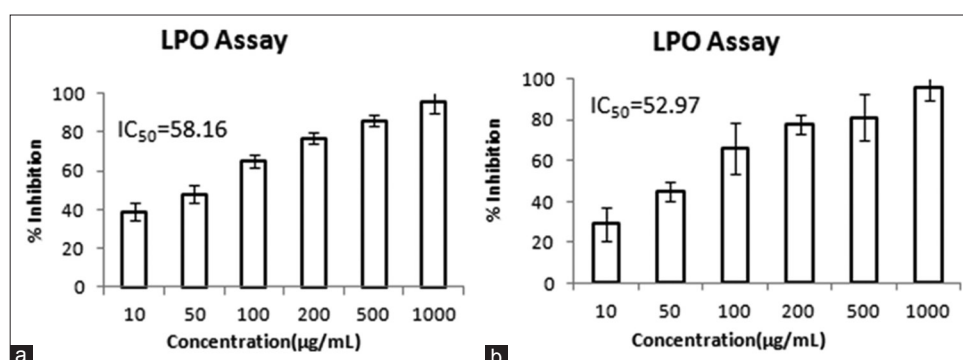 LPO Assay
IC50=58.16
% Inhibition
100
80
60
40
20
0
10 50 100 200 500 1000
Concentration(µg/mL)
a
LPO Assay
IC50=52.97
% Inhibition
100
80
60
40
20
0
10 50 100 200 500 1000
Concentration(µg/mL)
b